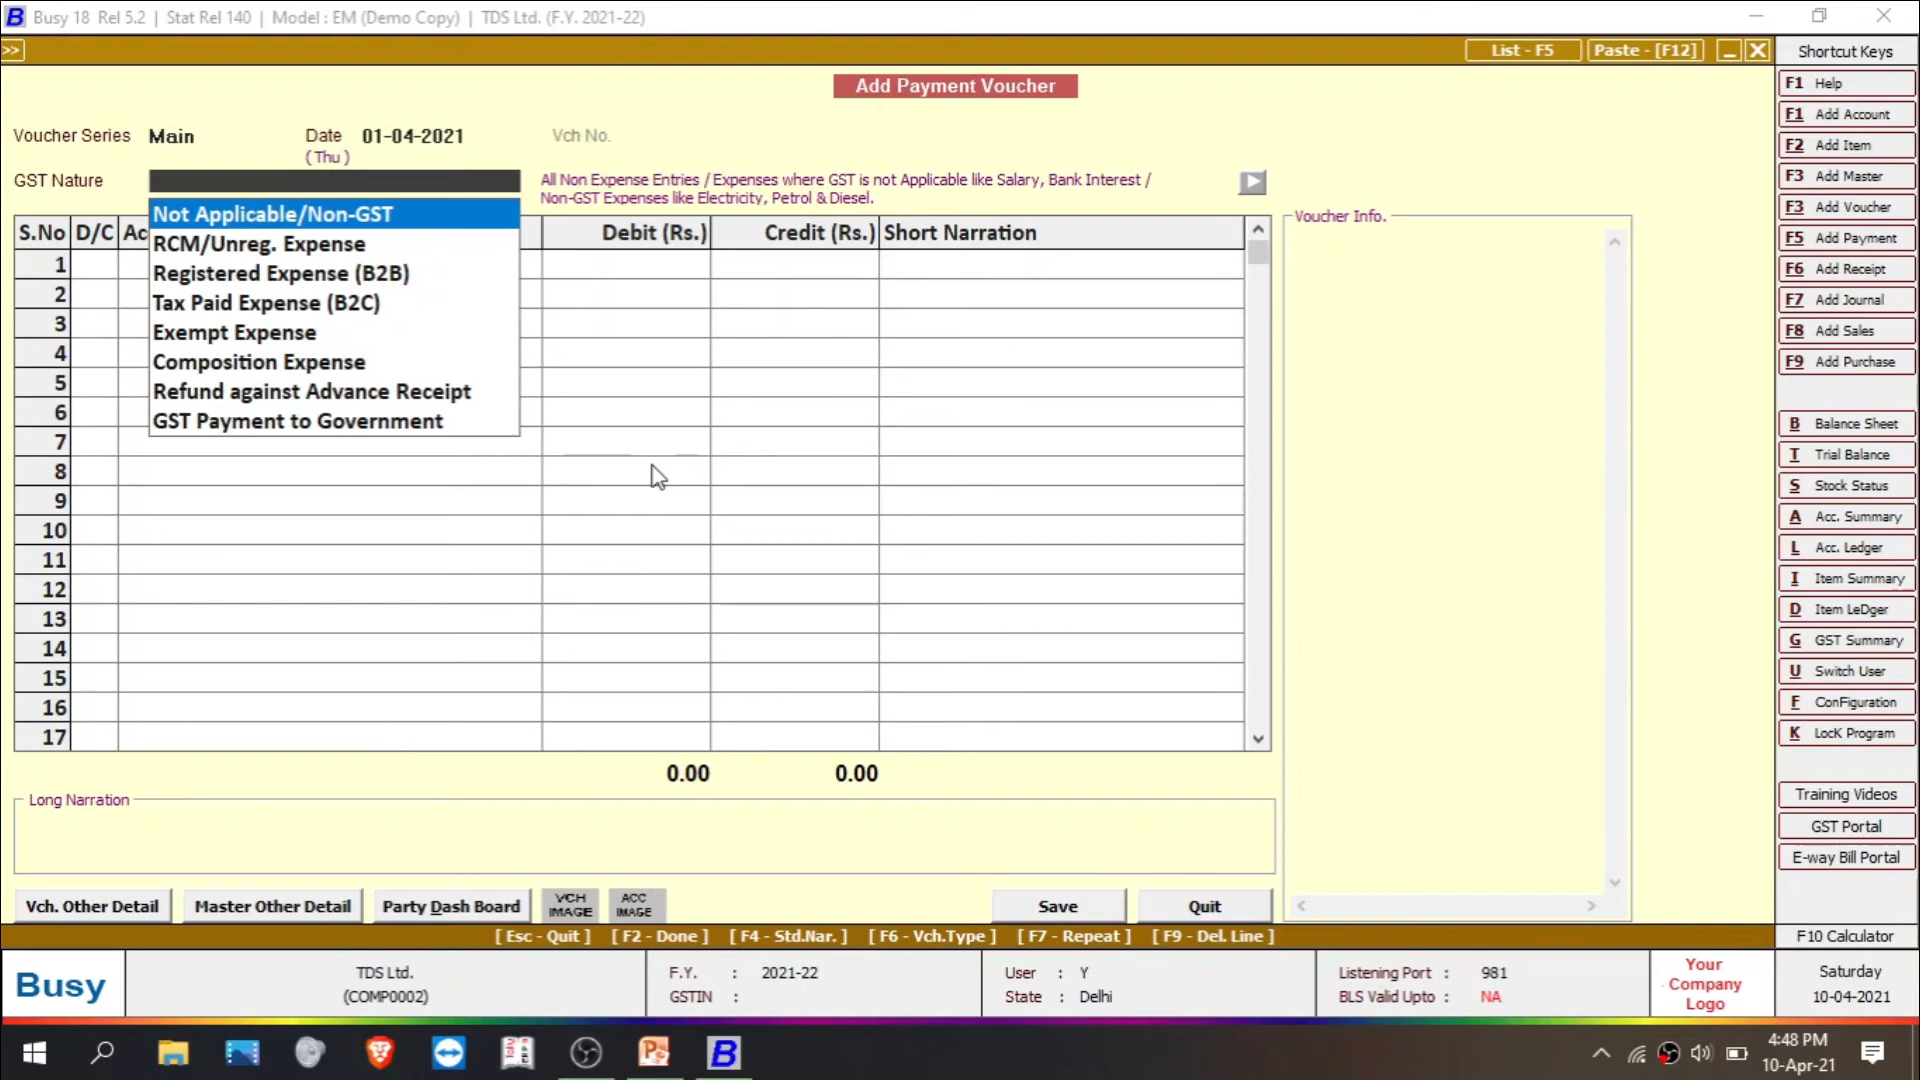 Busy 18 Rel 5.2 | Stat Rel 140 | Model : EM (Demo Copy) | TDS Ltd. (F.Y. 2021-22)
>> List - F5 Paste - [F12]
Shortcut Keys
Add Payment Voucher
Voucher Series Main Date 01-04-2021 Vch No.
( Thu )
GST Nature
All Non Expense Entries / Expenses where GST is not Applicable like Salary, Bank Interest /
Non-GST Expenses like Electricity, Petrol & Diesel.
Not Applicable/Non-GST
RCM/Unreg. Expense
Registered Expense (B2B)
Tax Paid Expense (B2C)
Exempt Expense
Composition Expense
Refund against Advance Receipt
GST Payment to Government
S.No D/C Ac Debit (Rs.) Credit (Rs.) Short Narration
1
2
3
4
5
6
7
8
9
10
11
12
13
14
15
16
17
0.00 0.00
Voucher Info.
Long Narration
Vch. Other Detail Master Other Detail Party Dash Board VCH IMAGE ACC IMAGE Save Quit
[ Esc - Quit ] [ F2 - Done ] [ F4 - Std.Nar. ] [ F6 - Vch.Type ] [ F7 - Repeat ] [ F9 - Del. Line ]
F1 Help
F1 Add Account
F2 Add Item
F3 Add Master
F3 Add Voucher
F5 Add Payment
F6 Add Receipt
F7 Add Journal
F8 Add Sales
F9 Add Purchase
B Balance Sheet
T Trial Balance
S Stock Status
A Acc. Summary
L Acc. Ledger
I Item Summary
D Item LeDger
G GST Summary
U Switch User
F ConFiguration
K LocK Program
Training Videos
GST Portal
E-way Bill Portal
F10 Calculator
Busy
TDS Ltd.
(COMP0002)
F.Y. : 2021-22
GSTIN :
User : Y
State : Delhi
Listening Port : 981
BLS Valid Upto : NA
Your
Company
Logo
Saturday
10-04-2021
4:48 PM
10-Apr-21